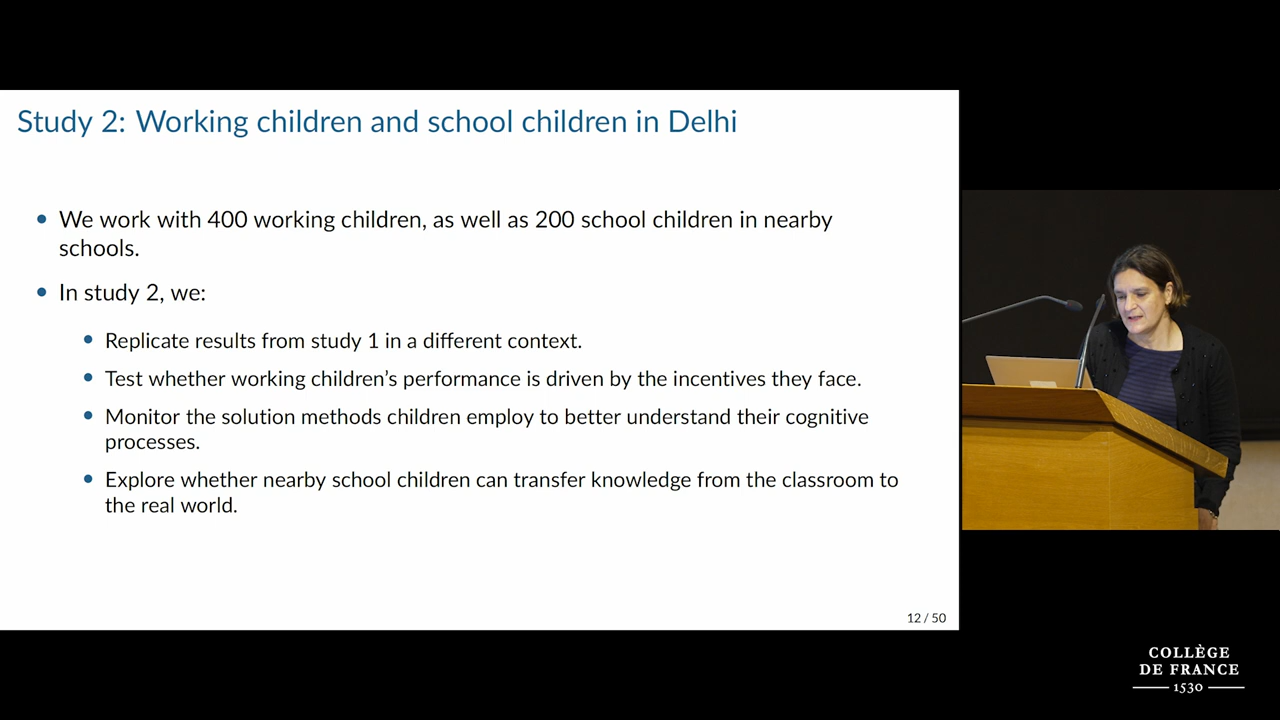 Study 2: Working children and school children in Delhi
• We work with 400 working children, as well as 200 school children in nearby
schools.
• In study 2, we:
• Replicate results from study 1 in a different context.
• Test whether working children’s performance is driven by the incentives they face.
• Monitor the solution methods children employ to better understand their cognitive
processes.
• Explore whether nearby school children can transfer knowledge from the classroom to
the real world.
12 / 50
COLLÈGE
DE FRANCE
1530